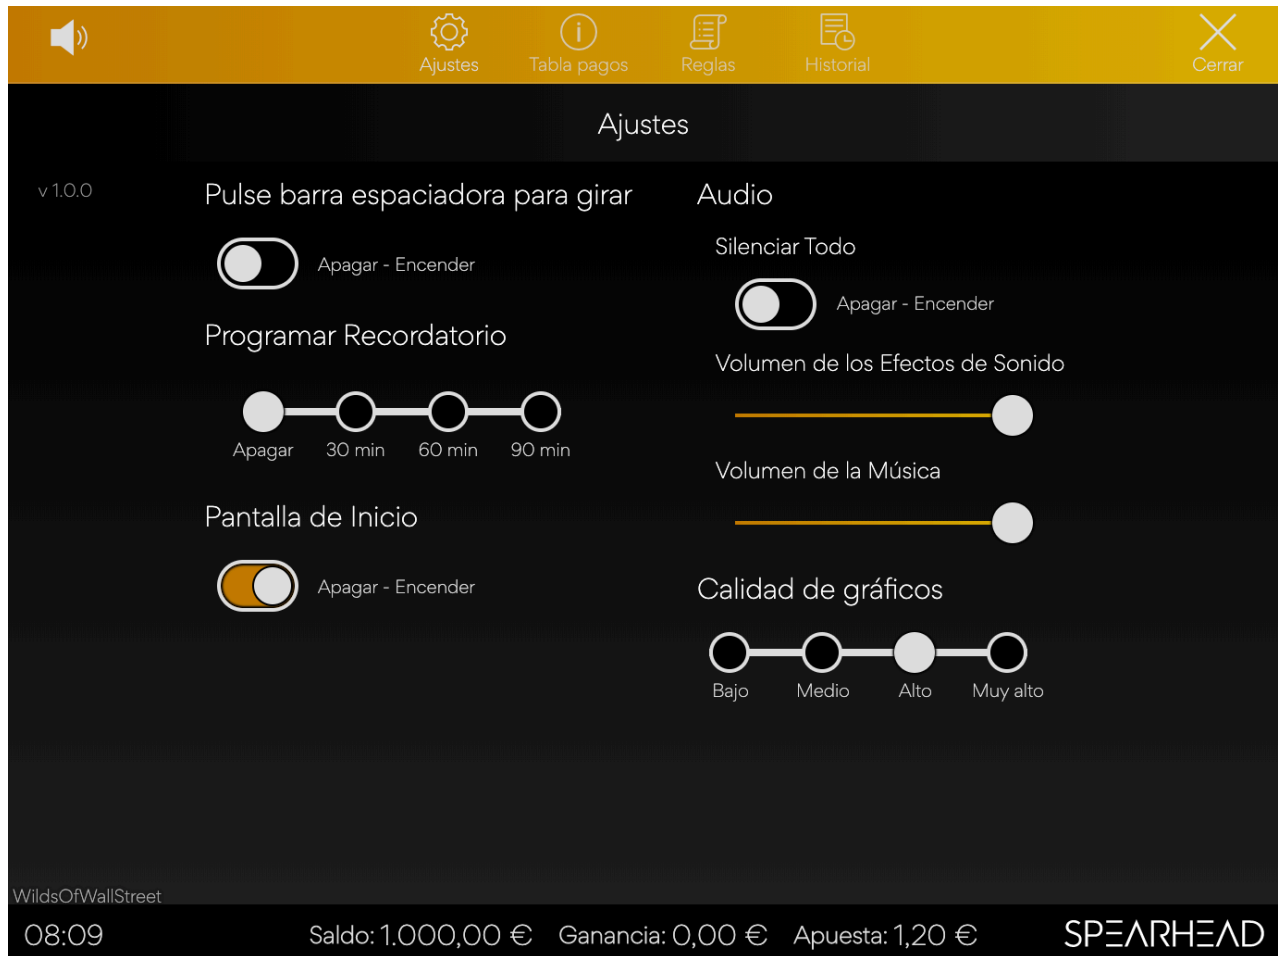 Ajustes
Tabla pagos
Reglas
Historial
Cerrar
Ajustes
v 1.0.0
Pulse barra espaciadora para girar
Apagar - Encender
Programar Recordatorio
Apagar 30 min 60 min 90 min
Pantalla de Inicio
Apagar - Encender
Audio
Silenciar Todo
Apagar - Encender
Volumen de los Efectos de Sonido
Volumen de la Música
Calidad de gráficos
Bajo Medio Alto Muy alto
WildsOfWallStreet
08:09 Saldo: 1.000,00 € Ganancia: 0,00 € Apuesta: 1,20 € SPEARHEAD